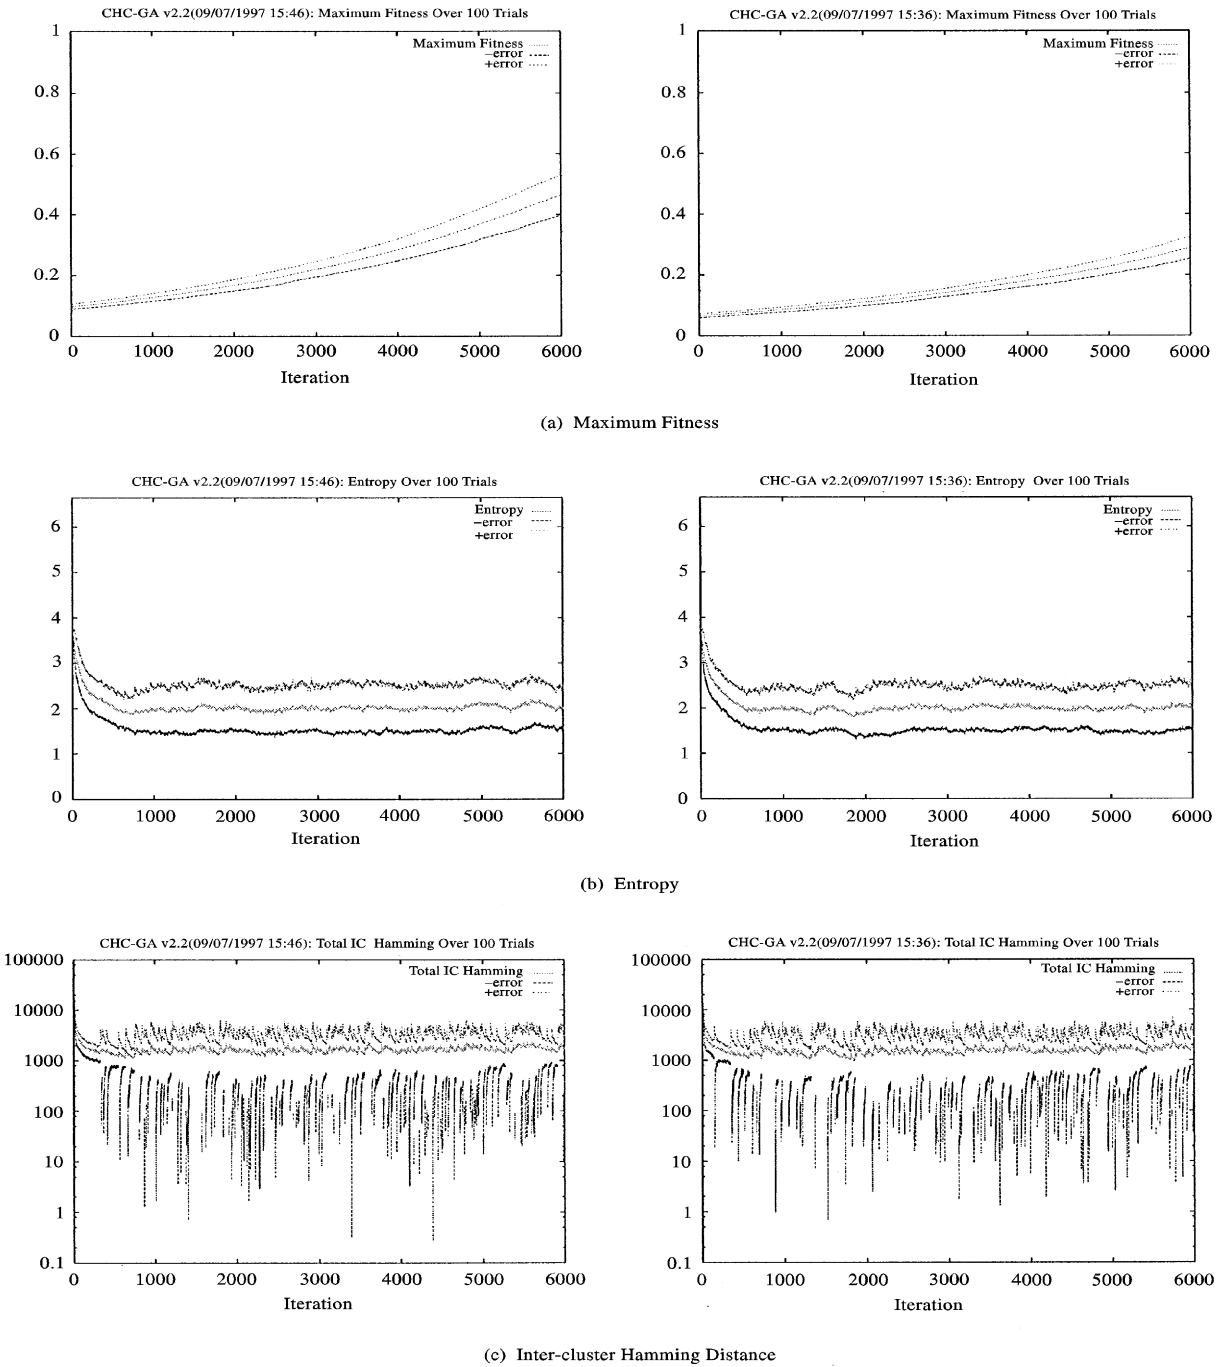 CHC-GA v2.2(09/07/1997 15:46): Maximum Fitness Over 100 Trials
1
0.8
0.6
0.4
0.2
0
Maximum Fitness
−error
+error
0 1000 2000 3000 4000 5000 6000
Iteration
CHC-GA v2.2(09/07/1997 15:36): Maximum Fitness Over 100 Trials
1
0.8
0.6
0.4
0.2
0
Maximum Fitness
−error
+error
0 1000 2000 3000 4000 5000 6000
Iteration
(a) Maximum Fitness
CHC-GA v2.2(09/07/1997 15:46): Entropy Over 100 Trials
6
5
4
3
2
1
0
Entropy
−error
+error
0 1000 2000 3000 4000 5000 6000
Iteration
CHC-GA v2.2(09/07/1997 15:36): Entropy Over 100 Trials
6
5
4
3
2
1
0
Entropy
−error
+error
0 1000 2000 3000 4000 5000 6000
Iteration
(b) Entropy
CHC-GA v2.2(09/07/1997 15:46): Total IC Hamming Over 100 Trials
100000
10000
1000
100
10
1
0.1
Total IC Hamming
−error
+error
0 1000 2000 3000 4000 5000 6000
Iteration
CHC-GA v2.2(09/07/1997 15:36): Total IC Hamming Over 100 Trials
100000
10000
1000
100
10
1
0.1
Total IC Hamming
−error
+error
0 1000 2000 3000 4000 5000 6000
Iteration
(c) Inter-cluster Hamming Distance